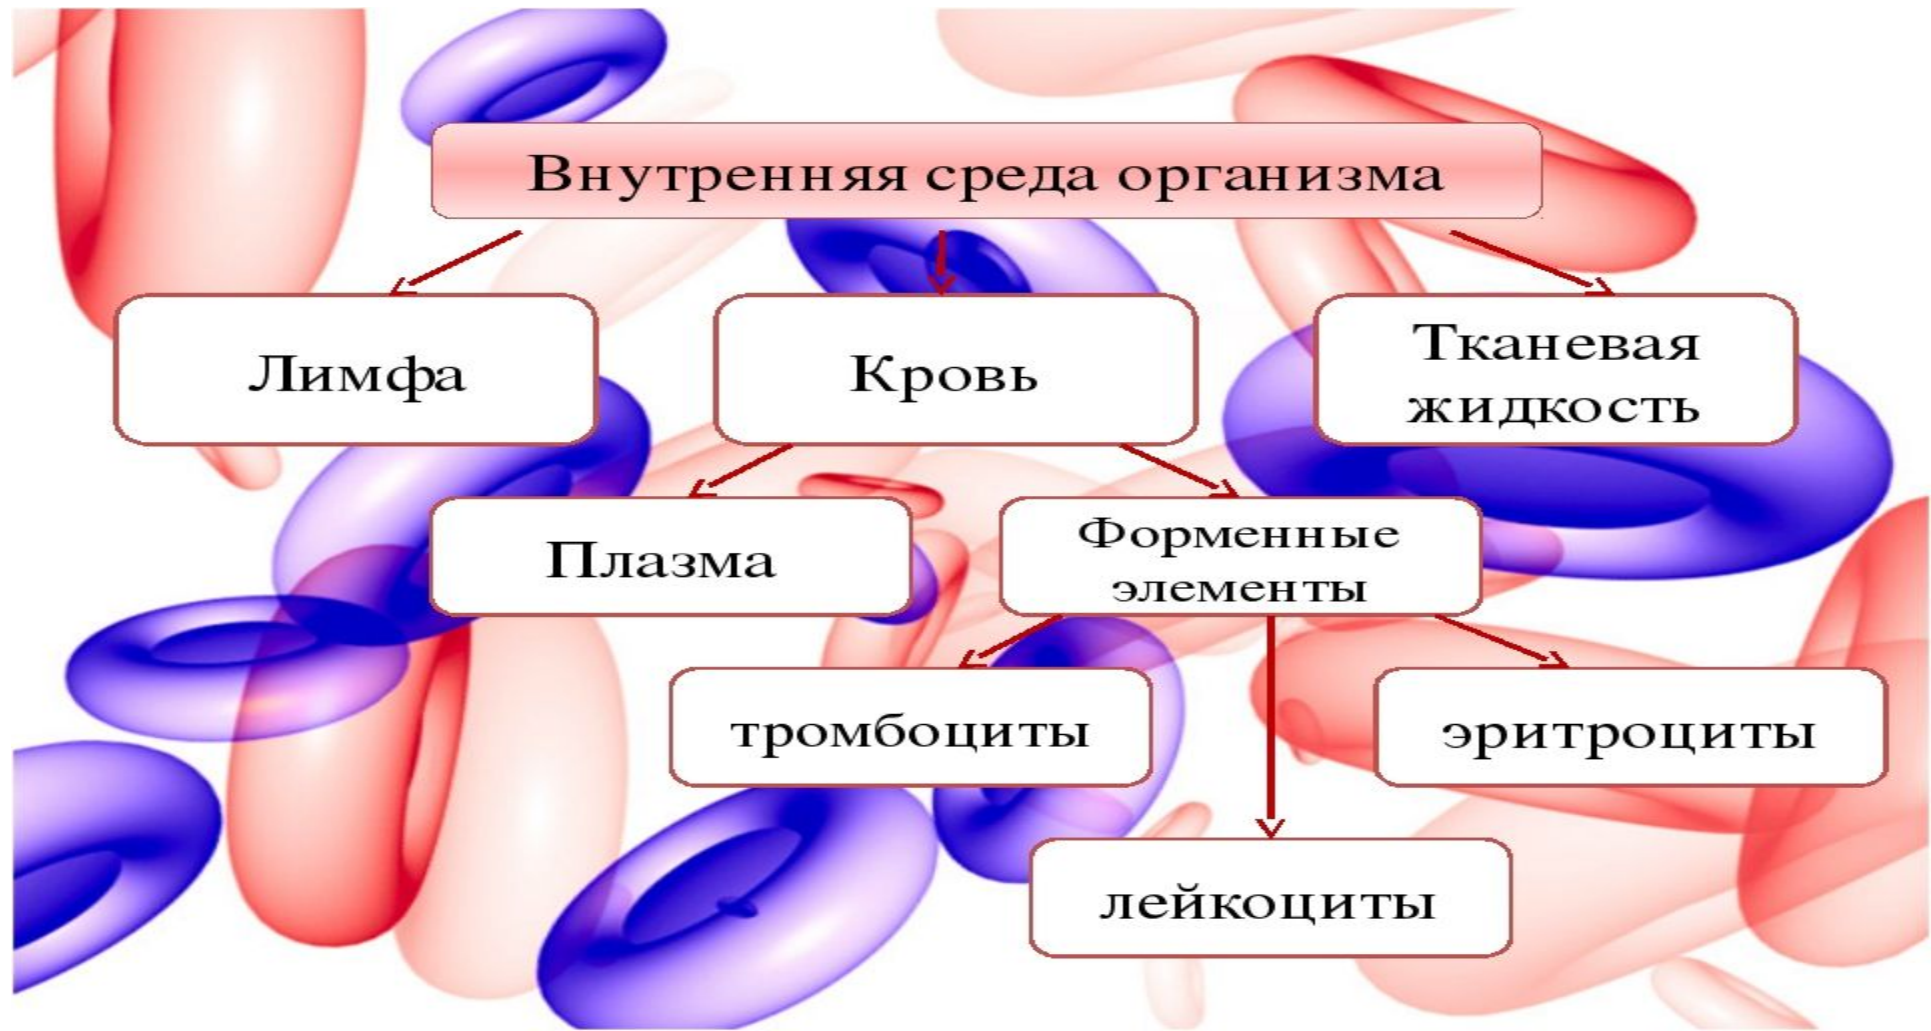 Внутренняя среда организма
Лимфа
Кровь
Тканевая
жидкость
Плазма
Форменные
элементы
тромбоциты
эритроциты
лейкоциты